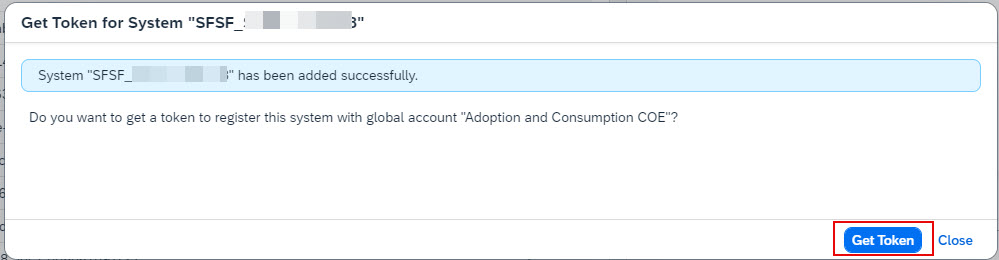 Get Token for System "SFSF_
System "SFSF_ " has been added successfully.
Do you want to get a token to register this system with global account "Adoption and Consumption COE"?
Get Token Close